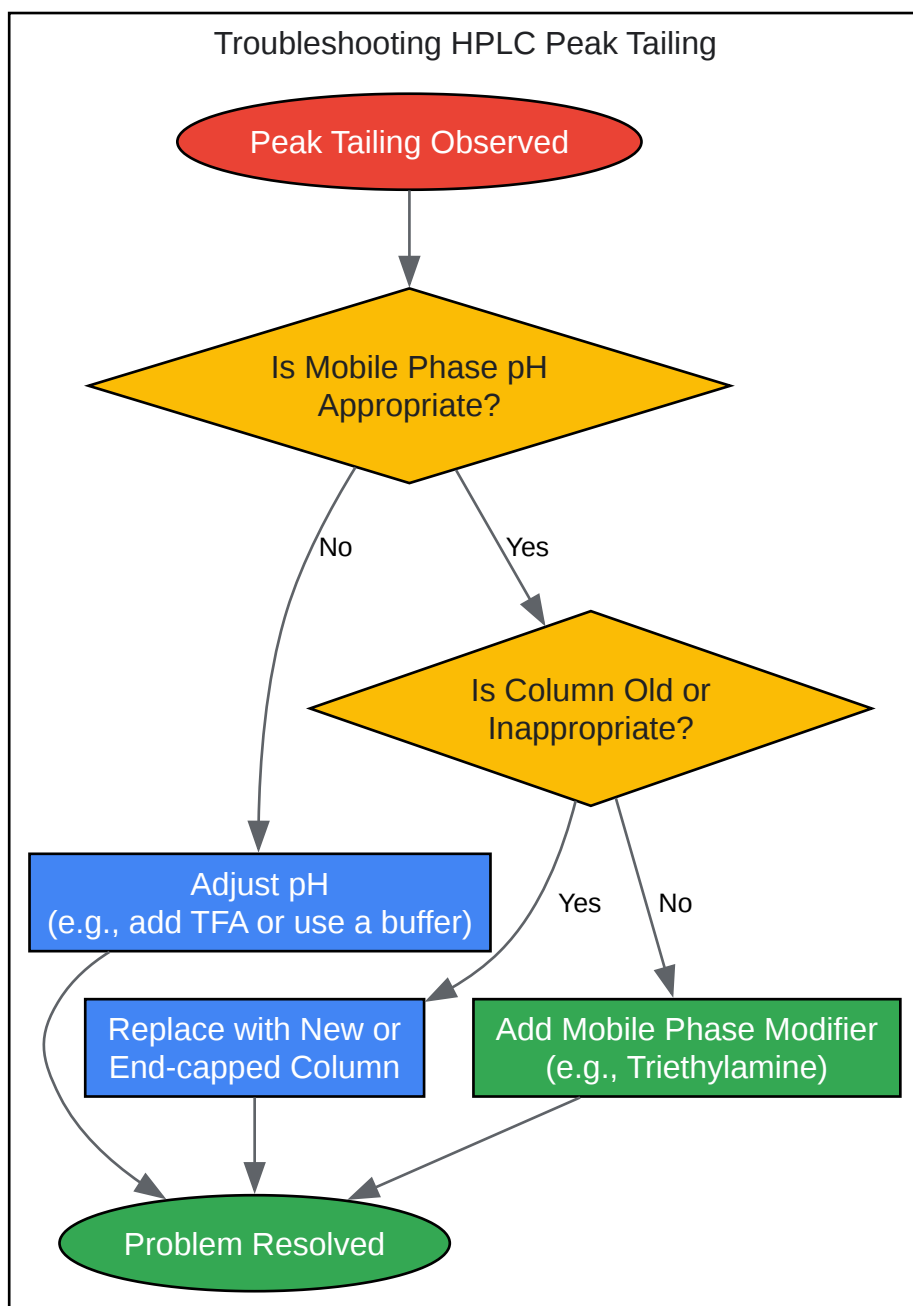 Troubleshooting HPLC Peak Tailing
Peak Tailing Observed
Is Mobile Phase pH
Appropriate?
No
Yes
Is Column Old or
Inappropriate?
Adjust pH
(e.g., add TFA or use a buffer)
Yes
No
Replace with New or
End-capped Column
Add Mobile Phase Modifier
(e.g., Triethylamine)
Problem Resolved